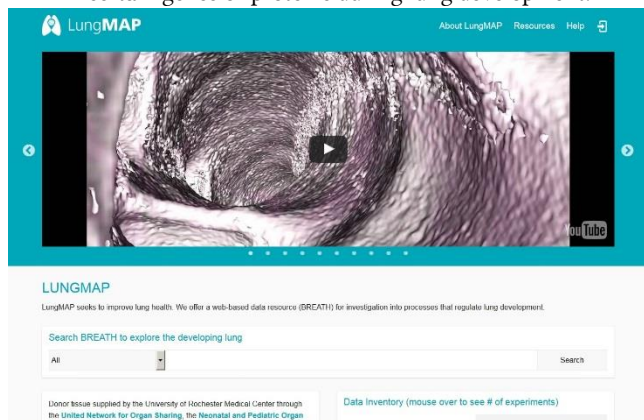 LungMAP
About LungMAP Resources Help
You Tube
LUNGMAP
LungMAP seeks to improve lung health. We offer a web-based data resource (BREATH) for investigation into processes that regulate lung development.
Search BREATH to explore the developing lung
All
Search
Donor tissue supplied by the University of Rochester Medical Center through
the United Network for Organ Sharing, the Neonatal and Pediatric Organ
Data Inventory (mouse over to see # of experiments)